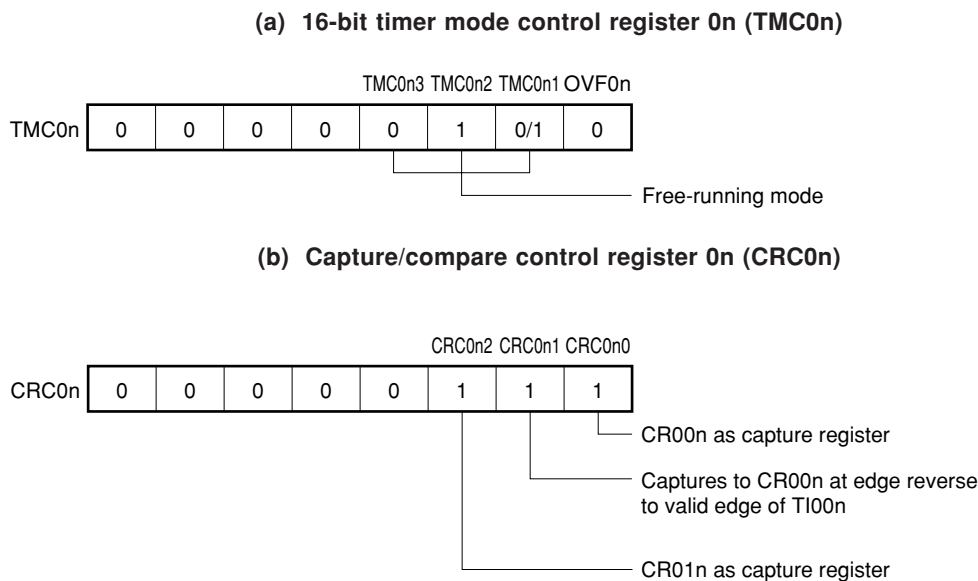 (a) 16-bit timer mode control register 0n (TMC0n)
TMC0n3 TMC0n2 TMC0n1 OVF0n
TMC0n 0 0 0 0 0 1 0/1 0
Free-running mode
(b) Capture/compare control register 0n (CRC0n)
CRC0n2 CRC0n1 CRC0n0
CRC0n 0 0 0 0 0 1 1 1
CR00n as capture register
Captures to CR00n at edge reverse
to valid edge of TI00n
CR01n as capture register